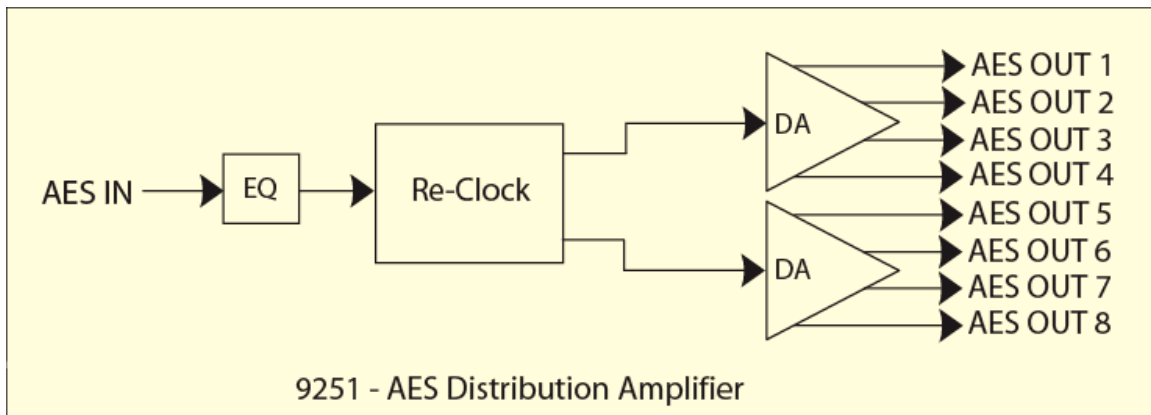 AES IN
EQ
Re-Clock
DA
AES OUT 1
AES OUT 2
AES OUT 3
AES OUT 4
DA
AES OUT 5
AES OUT 6
AES OUT 7
AES OUT 8
9251 - AES Distribution Amplifier